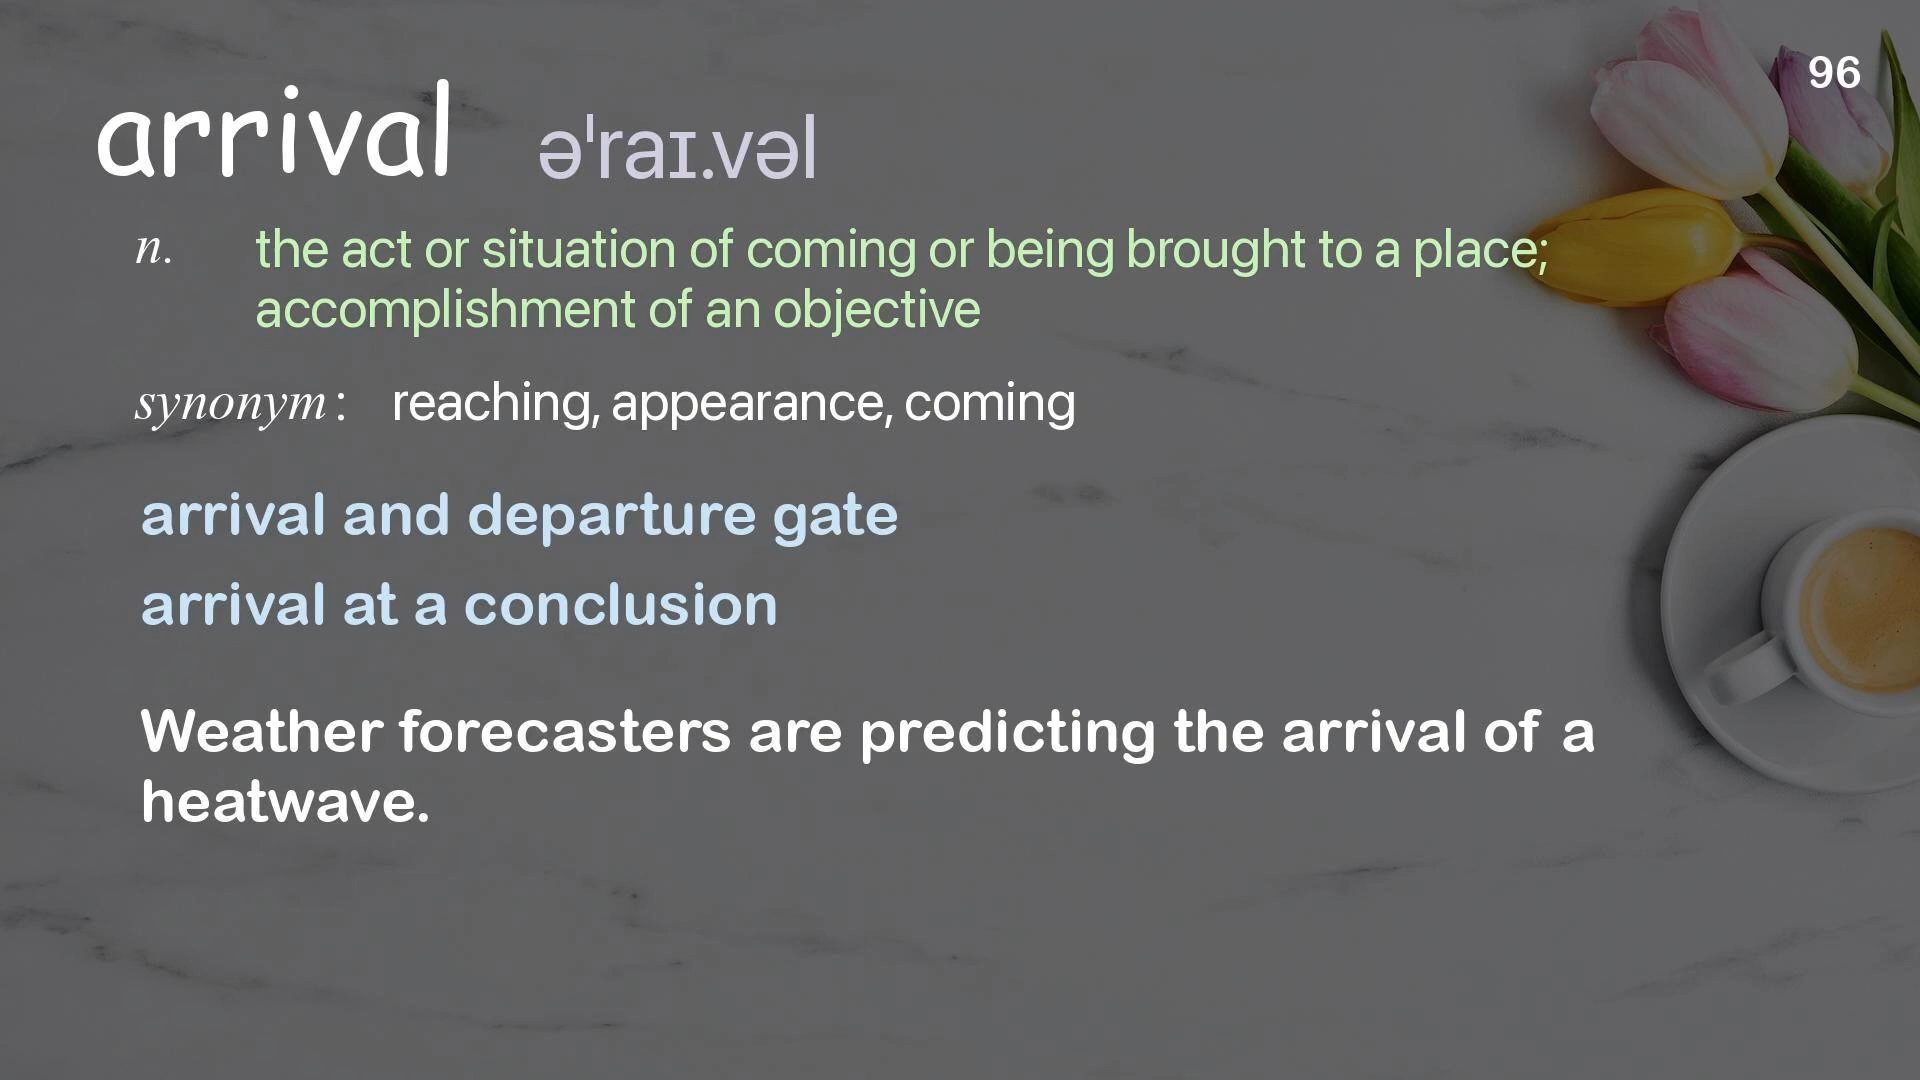 96
arrival əˈraɪ.vəl
n. the act or situation of coming or being brought to a place;
accomplishment of an objective
synonym : reaching, appearance, coming
arrival and departure gate
arrival at a conclusion
Weather forecasters are predicting the arrival of a
heatwave.